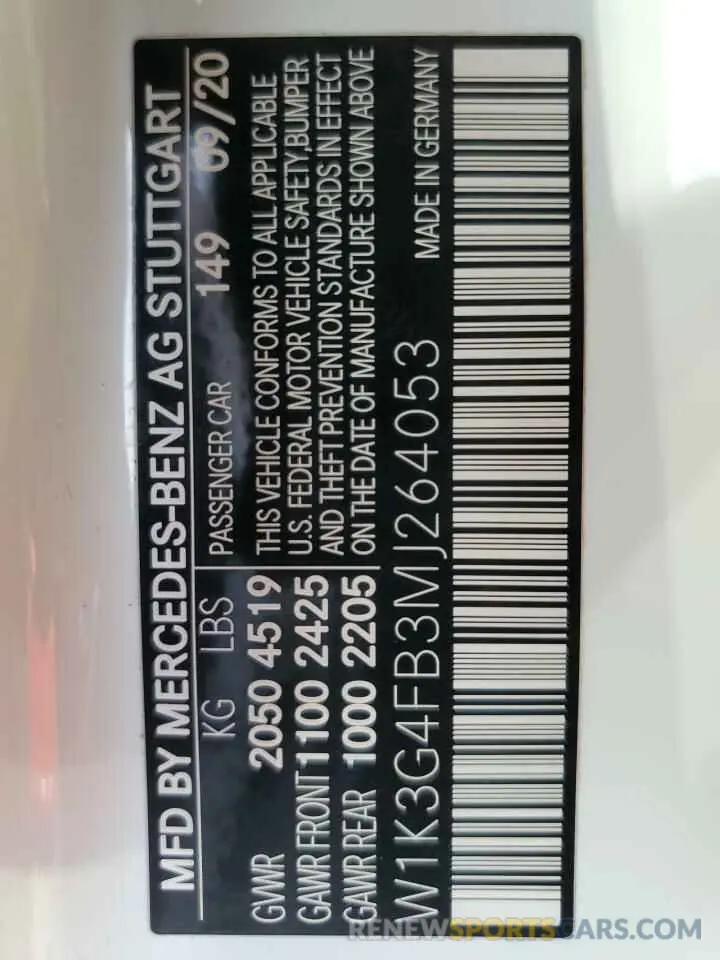 MFD BY MERCEDES-BENZ AG STUTTGART
KG LBS PASSENGER CAR 149 09/20
GVWR 2050 4519 THIS VEHICLE CONFORMS TO ALL APPLICABLE
U.S. FEDERAL MOTOR VEHICLE SAFETY,BUMPER
GAWR FRONT 1100 2425 AND THEFT PREVENTION STANDARDS IN EFFECT
GAWR REAR 1000 2205 ON THE DATE OF MANUFACTURE SHOWN ABOVE
W1K3G4FB3MJ264053 MADE IN GERMANY
RENEWSPORTSCARS.COM